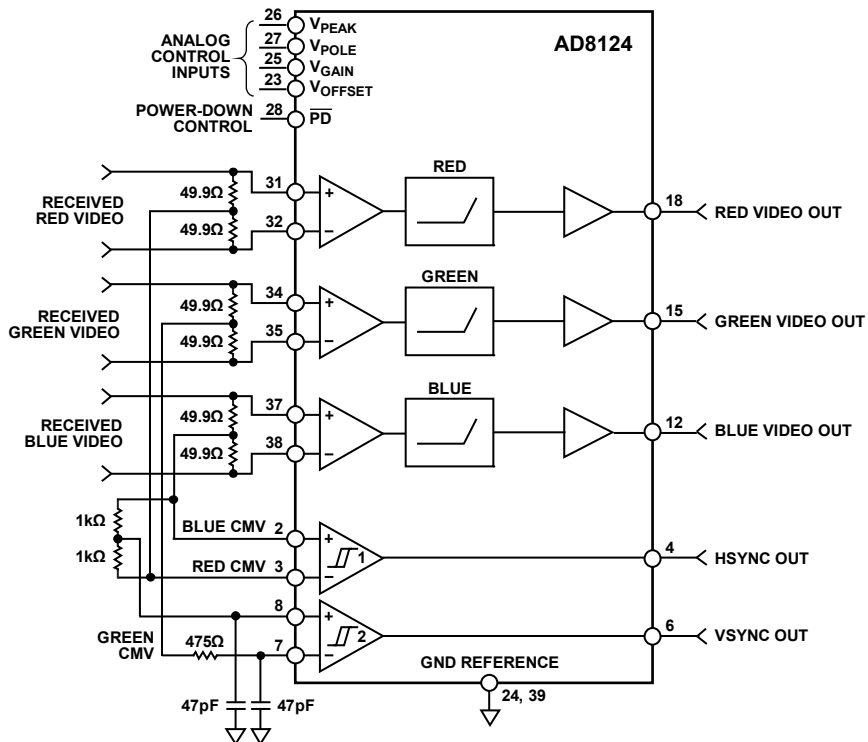 AD8124
ANALOG
CONTROL
INPUTS
26
VPEAK
27
VPOLE
25
VGAIN
23
VOFFSET
POWER-DOWN
CONTROL
28
PD
RECEIVED
RED VIDEO
49.9Ω
49.9Ω
31
32
+
−
RED
18
RED VIDEO OUT
RECEIVED
GREEN VIDEO
49.9Ω
49.9Ω
34
35
+
−
GREEN
15
GREEN VIDEO OUT
RECEIVED
BLUE VIDEO
49.9Ω
49.9Ω
37
38
+
−
BLUE
12
BLUE VIDEO OUT
1kΩ
1kΩ
BLUE CMV
2
RED CMV
3
+
−
1
4
HSYNC OUT
GREEN
CMV
475Ω
8
7
+
−
2
6
VSYNC OUT
47pF
47pF
GND REFERENCE
24, 39